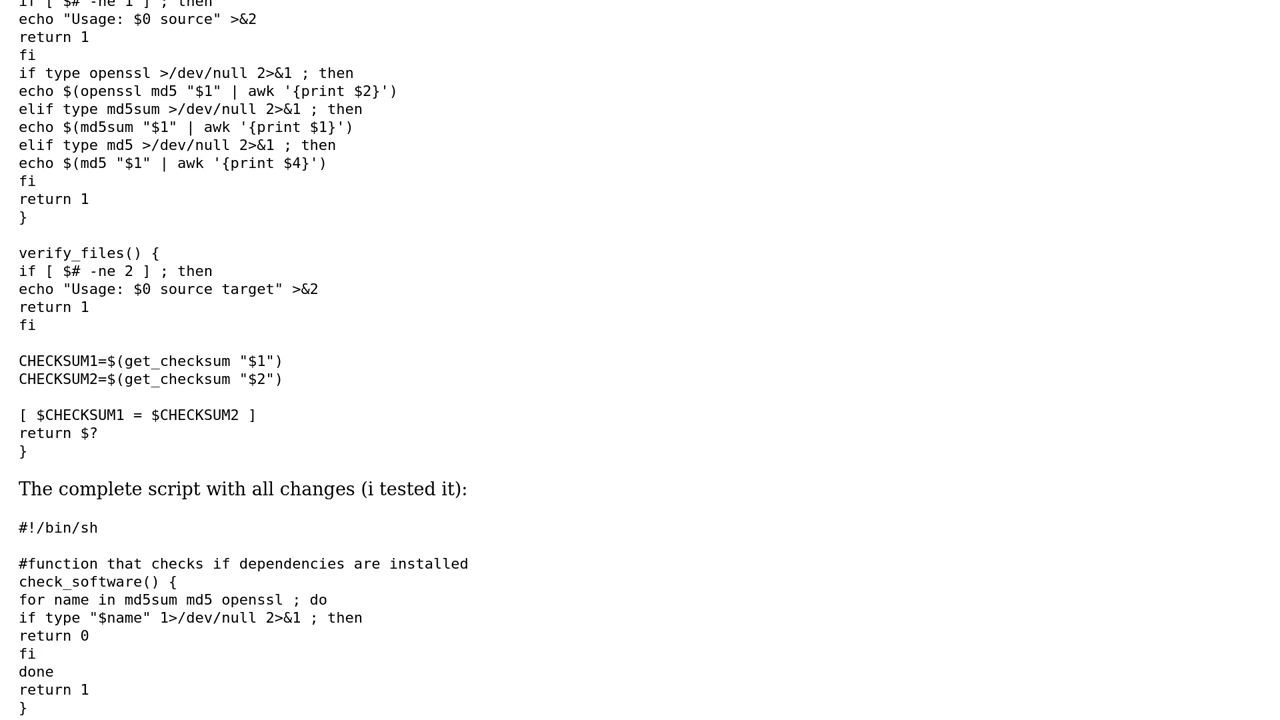 if [ $# -ne 1 ] ; then
echo "Usage: $0 source" >&2
return 1
fi
if type openssl >/dev/null 2>&1 ; then
echo $(openssl md5 "$1" | awk '{print $2}')
elif type md5sum >/dev/null 2>&1 ; then
echo $(md5sum "$1" | awk '{print $1}')
elif type md5 >/dev/null 2>&1 ; then
echo $(md5 "$1" | awk '{print $4}')
fi
return 1
}
verify_files() {
if [ $# -ne 2 ] ; then
echo "Usage: $0 source target" >&2
return 1
fi
CHECKSUM1=$(get_checksum "$1")
CHECKSUM2=$(get_checksum "$2")
[ $CHECKSUM1 = $CHECKSUM2 ]
return $?
}
The complete script with all changes (i tested it):
#!/bin/sh
#function that checks if dependencies are installed
check_software() {
for name in md5sum md5 openssl ; do
if type "$name" 1>/dev/null 2>&1 ; then
return 0
fi
done
return 1
}